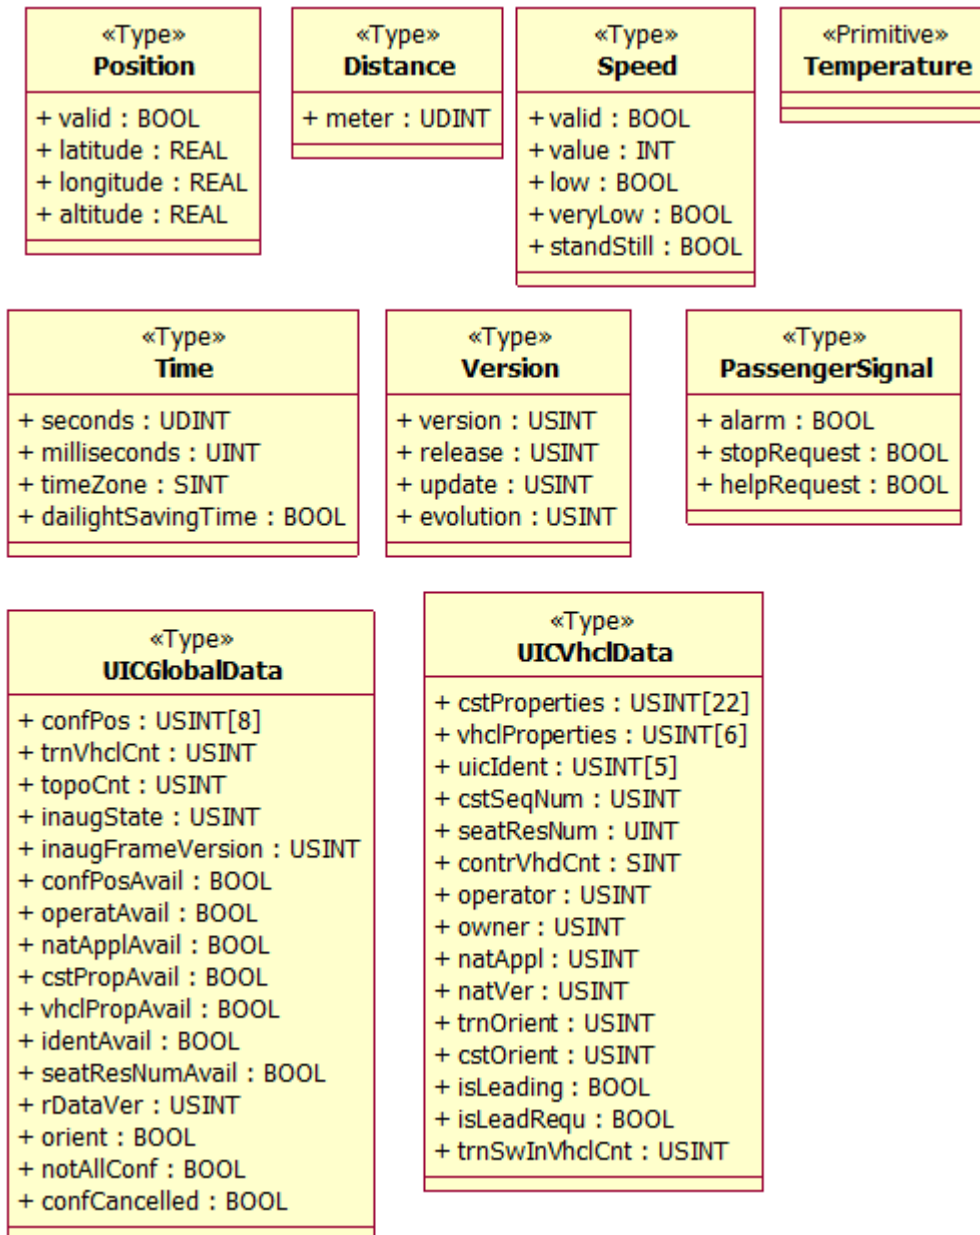 «Type»
Position
+ valid : BOOL
+ latitude : REAL
+ longitude : REAL
+ altitude : REAL
«Type»
Distance
+ meter : UDINT
«Type»
Speed
+ valid : BOOL
+ value : INT
+ low : BOOL
+ veryLow : BOOL
+ standStill : BOOL
«Primitive»
Temperature
«Type»
Time
+ seconds : UDINT
+ milliseconds : UINT
+ timeZone : SINT
+ dailightSavingTime : BOOL
«Type»
Version
+ version : USINT
+ release : USINT
+ update : USINT
+ evolution : USINT
«Type»
PassengerSignal
+ alarm : BOOL
+ stopRequest : BOOL
+ helpRequest : BOOL
«Type»
UICGlobalData
+ confPos : USINT[8]
+ trnVhclCnt : USINT
+ topoCnt : USINT
+ inaugState : USINT
+ inaugFrameVersion : USINT
+ confPosAvail : BOOL
+ operatAvail : BOOL
+ natApplAvail : BOOL
+ cstPropAvail : BOOL
+ vhclPropAvail : BOOL
+ identAvail : BOOL
+ seatResNumAvail : BOOL
+ rDataVer : USINT
+ orient : BOOL
+ notAllConf : BOOL
+ confCancelled : BOOL
«Type»
UICVhclData
+ cstProperties : USINT[22]
+ vhclProperties : USINT[6]
+ uicIdent : USINT[5]
+ cstSeqNum : USINT
+ seatResNum : UINT
+ contrVhclCnt : SINT
+ operator : USINT
+ owner : USINT
+ natAppl : USINT
+ natVer : USINT
+ trnOrient : USINT
+ cstOrient : USINT
+ isLeading : BOOL
+ isLeadRequ : BOOL
+ trnSwInVhclCnt : USINT